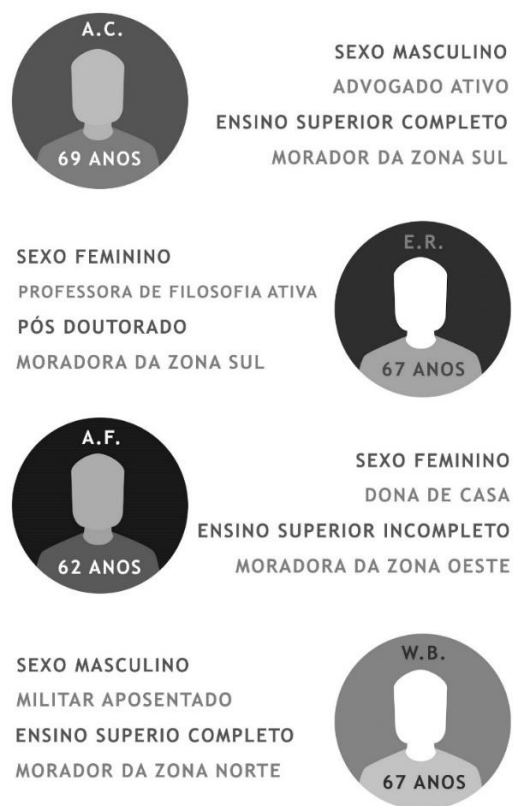 A.C.
69 ANOS
SEXO MASCULINO
ADVOGADO ATIVO
ENSINO SUPERIOR COMPLETO
MORADOR DA ZONA SUL
SEXO FEMININO
PROFESSORA DE FILOSOFIA ATIVA
PÓS DOUTORADO
MORADORA DA ZONA SUL
E.R.
67 ANOS
A.F.
62 ANOS
SEXO FEMININO
DONA DE CASA
ENSINO SUPERIOR INCOMPLETO
MORADORA DA ZONA OESTE
SEXO MASCULINO
MILITAR APOSENTADO
ENSINO SUPERIO COMPLETO
MORADOR DA ZONA NORTE
W.B.
67 ANOS